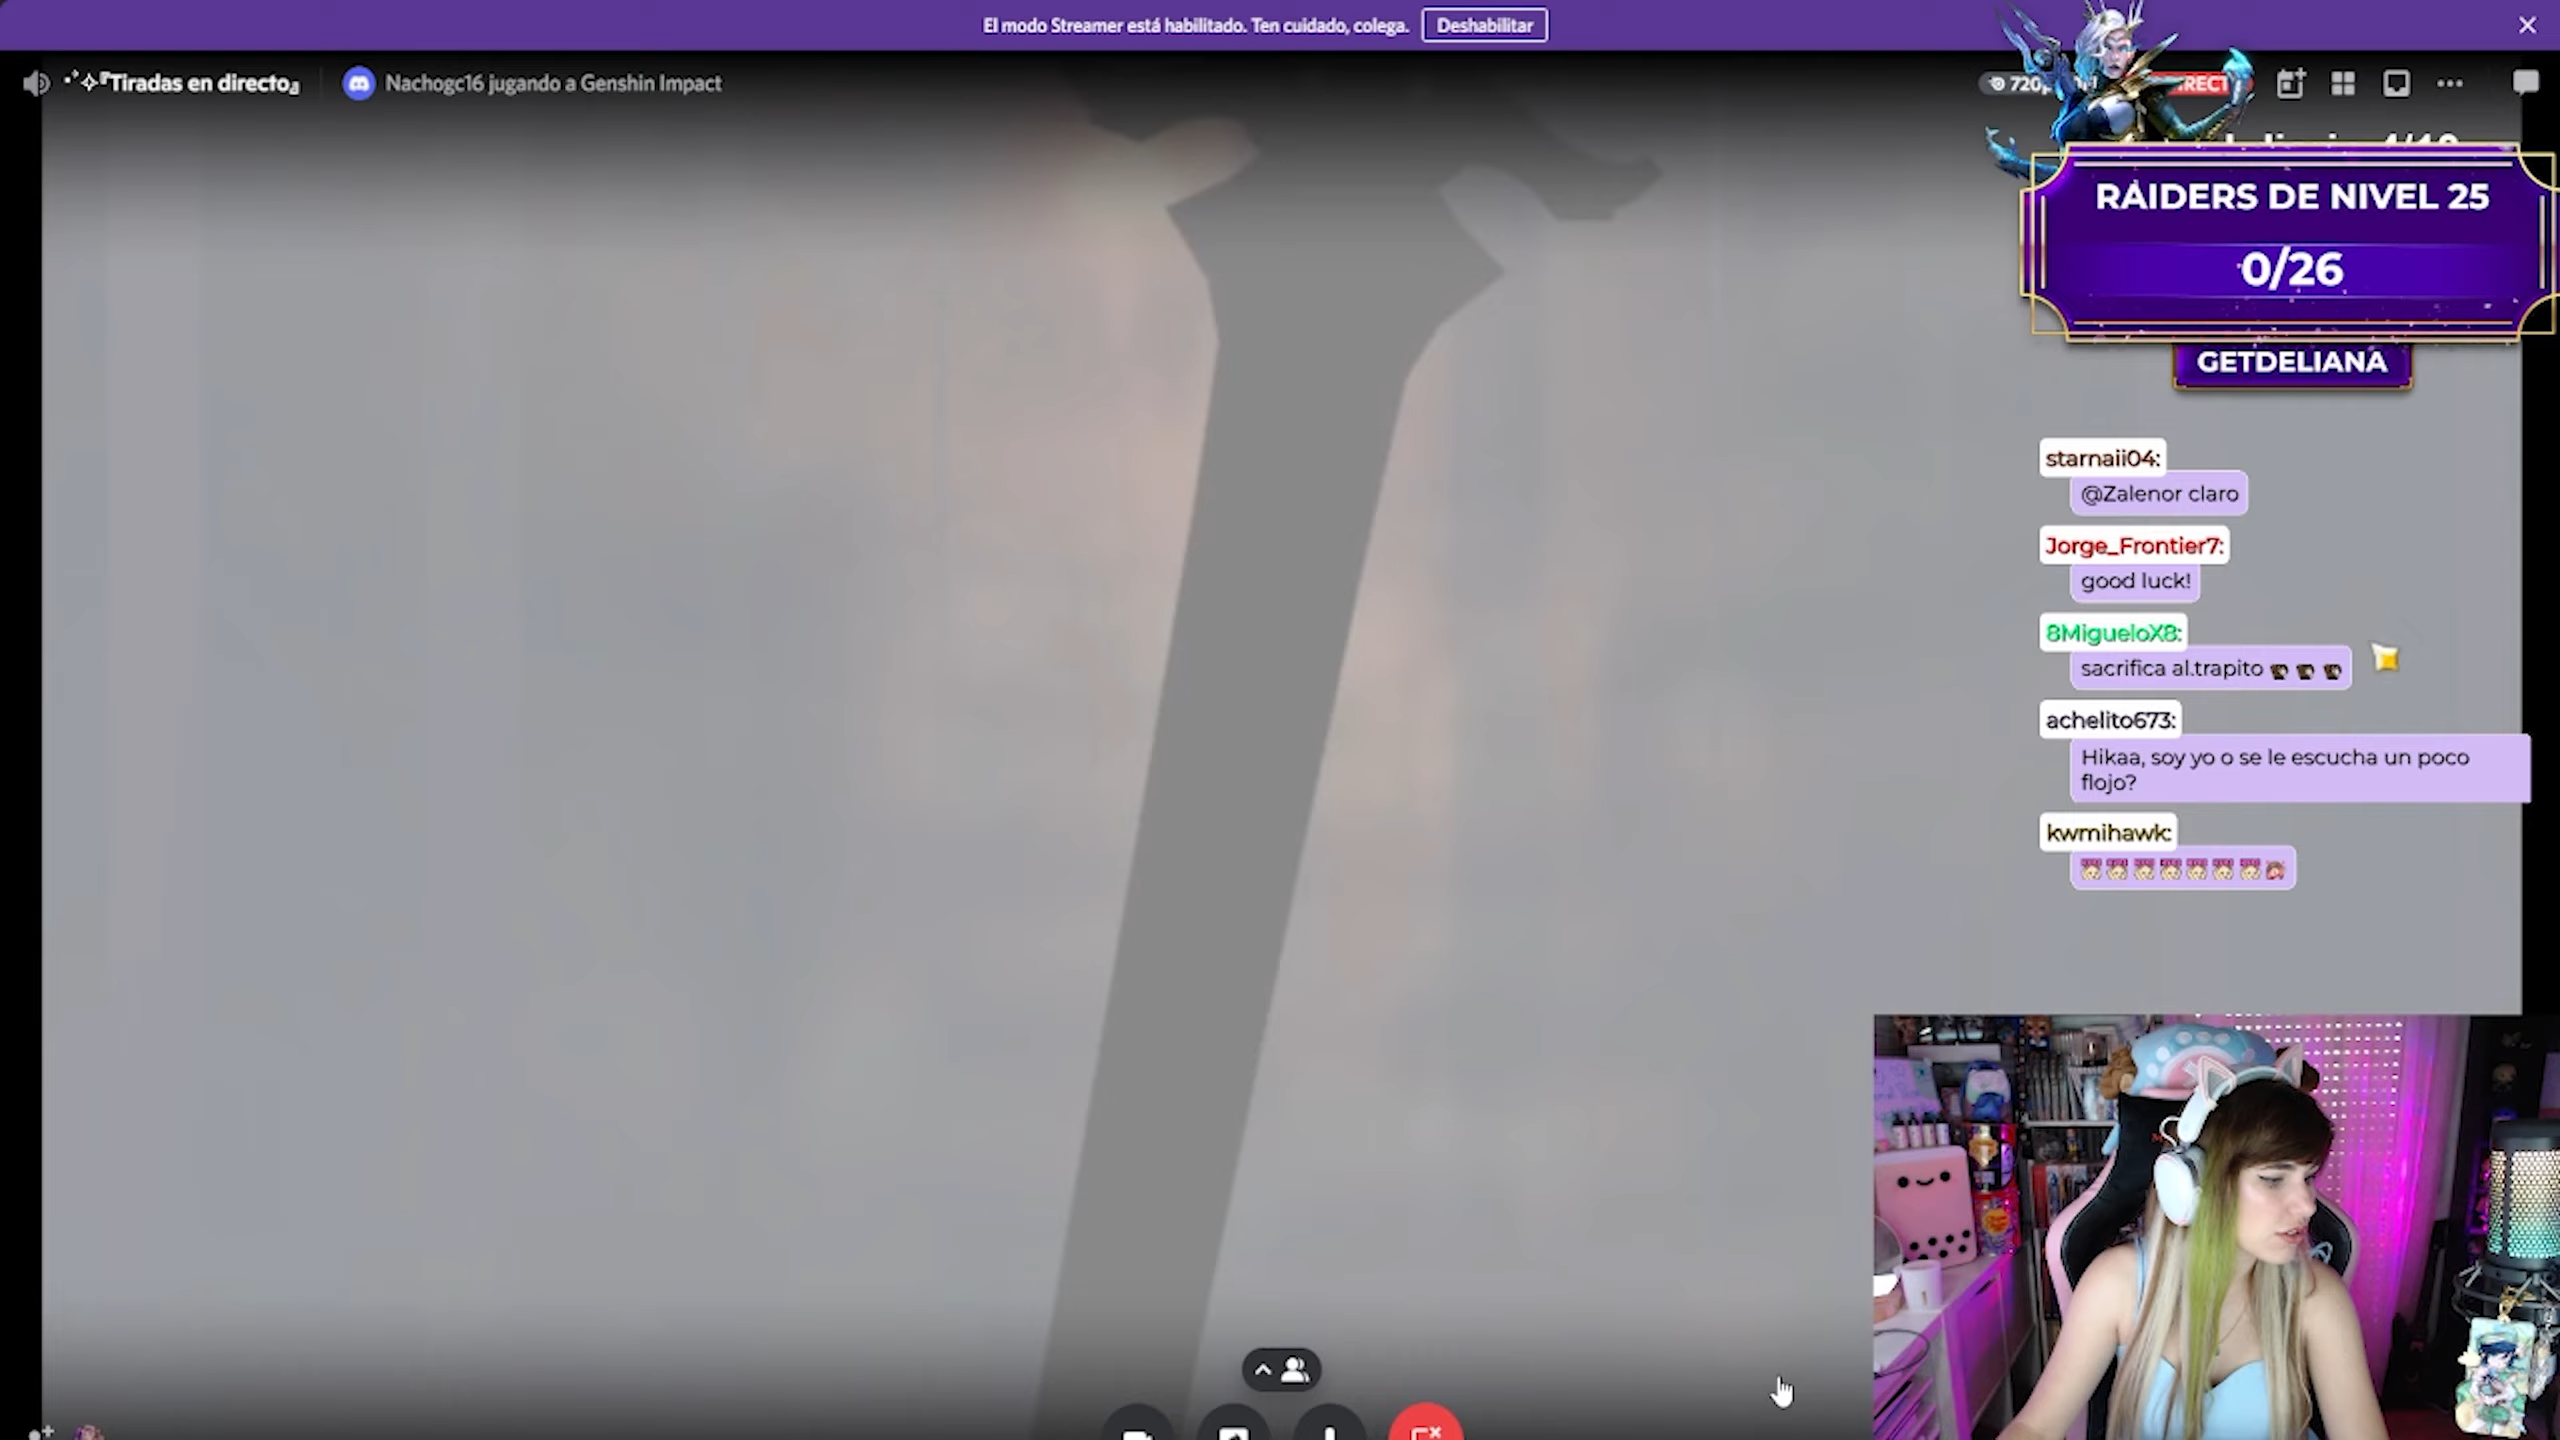 El modo Streamer está habilitado. Ten cuidado, colega.
Deshabilitar
『Tiradas en directo』
Nachogc16 jugando a Genshin Impact
RAIDERS DE NIVEL 25
0/26
GETDELIANA
starnaii04:
@Zalenor claro
Jorge_Frontier7:
good luck!
8MigueloX8:
sacrifica al.trapito
achelito673:
Hikaa, soy yo o se le escucha un poco
flojo?
kwmihawk: